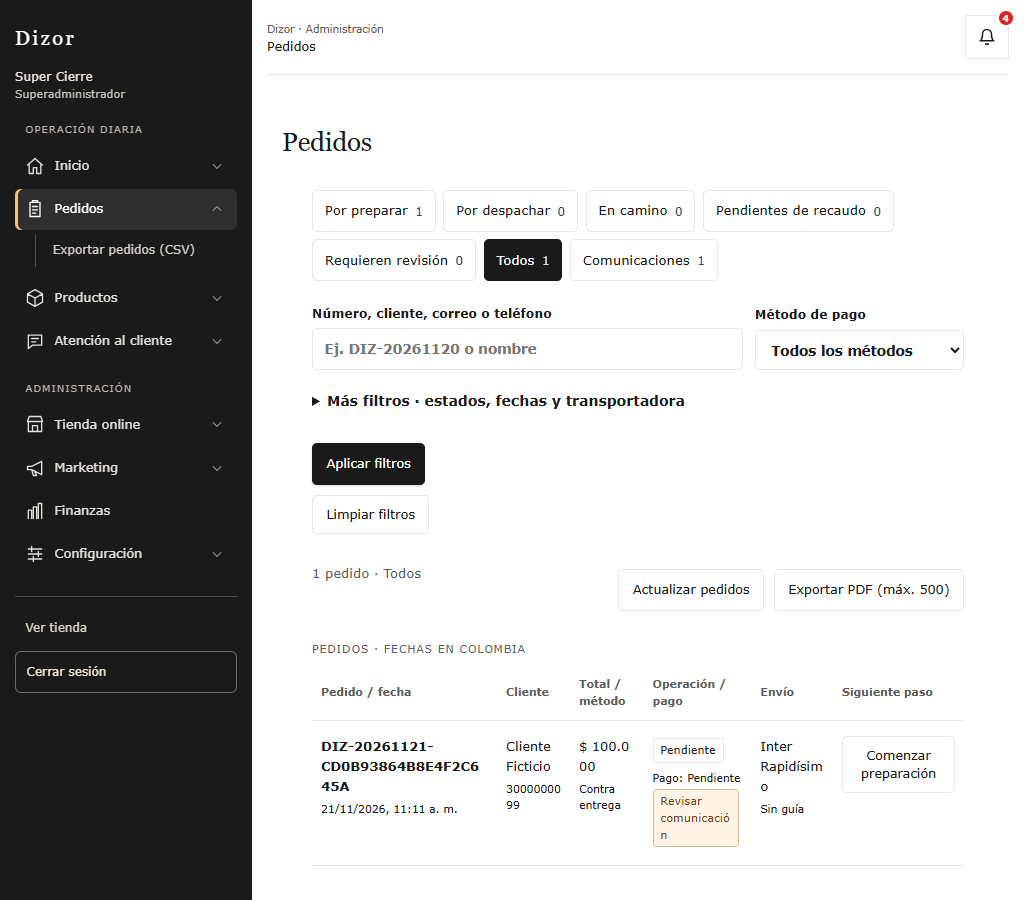 Dizor
Super Cierre
Superadministrador
OPERACIÓN DIARIA
Inicio
Pedidos
Exportar pedidos (CSV)
Productos
Atención al cliente
ADMINISTRACIÓN
Tienda online
Marketing
Finanzas
Configuración
Ver tienda
Cerrar sesión
Dizor · Administración
Pedidos
4
Pedidos
Por preparar 1
Por despachar 0
En camino 0
Pendientes de recaudo 0
Requieren revisión 0
Todos 1
Comunicaciones 1
Número, cliente, correo o teléfono
Ej. DIZ-20261120 o nombre
Método de pago
Todos los métodos
Más filtros · estados, fechas y transportadora
Aplicar filtros
Limpiar filtros
1 pedido · Todos
Actualizar pedidos
Exportar PDF (máx. 500)
PEDIDOS · FECHAS EN COLOMBIA
Pedido / fecha
Cliente
Total /
método
Operación /
pago
Envío
Siguiente paso
DIZ-20261121-
CD0B93864B8E4F2C6
45A
21/11/2026, 11:11 a. m.
Cliente
Ficticio
30000000
99
$ 100.0
00
Contra
entrega
Pendiente
Pago: Pendiente
Revisar
comunicació
n
Inter
Rapidísim
o
Sin guía
Comenzar
preparación